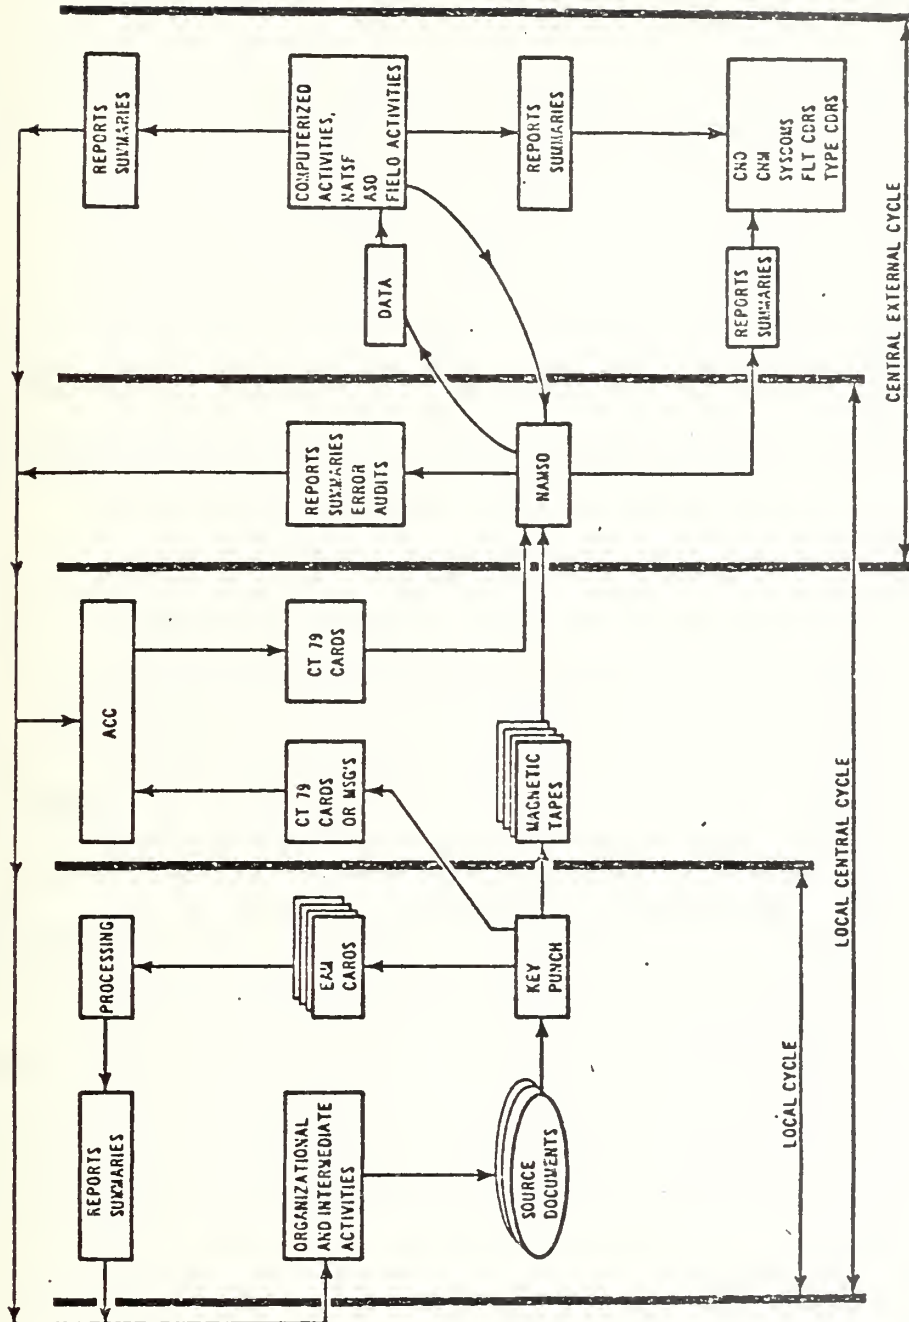 REPORTS
SUMMARIES
PROCESSING
ACC
REPORTS
SUMMARIES
ORGANIZATIONAL
AND INTERMEDIATE
ACTIVITIES
EAM
CARDS
CT 79
CARDS
OR MSG'S
CT 79
CARDS
REPORTS
SUMMARIES
ERROR
AUDITS
COMPUTERIZED
ACTIVITIES,
NATSF
ASO
FIELD ACTIVITIES
DATA
SOURCE
DOCUMENTS
KEY
PUNCH
MAGNETIC
TAPES
NAMSO
REPORTS
SUMMARIES
REPORTS
SUMMARIES
CNO
CNM
SYSCOMS
FLT CDRS
TYPE CDRS
LOCAL CYCLE
LOCAL CENTRAL CYCLE
CENTRAL EXTERNAL CYCLE